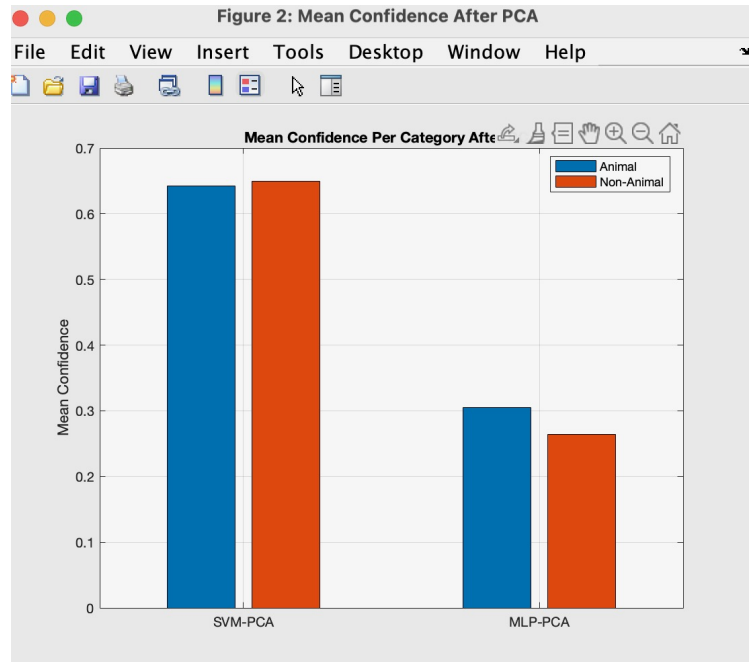 Figure 2: Mean Confidence After PCA
File Edit View Insert Tools Desktop Window Help
Mean Confidence Per Category Afte
Animal
Non-Animal
0.7
0.6
0.5
0.4
0.3
0.2
0.1
0
Mean Confidence
SVM-PCA
MLP-PCA